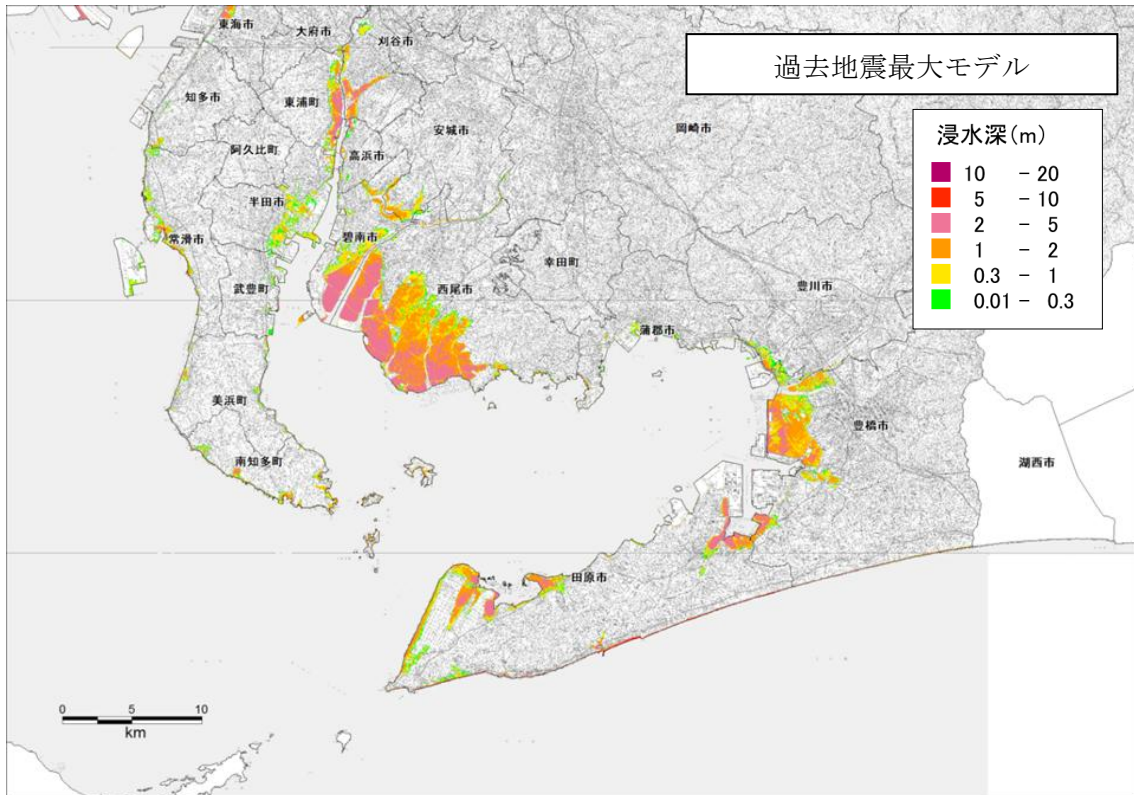 過去地震最大モデル
浸水深(m)
10 - 20
5 - 10
2 - 5
1 - 2
0.3 - 1
0.01 - 0.3
東海市
大府市
刈谷市
知多市
東浦町
安城市
岡崎市
阿久比町
高浜市
半田市
常滑市
碧南市
幸田町
武豊町
西尾市
豊川市
蒲郡市
美浜町
豊橋市
南知多町
湖西市
田原市
0 5 10
km